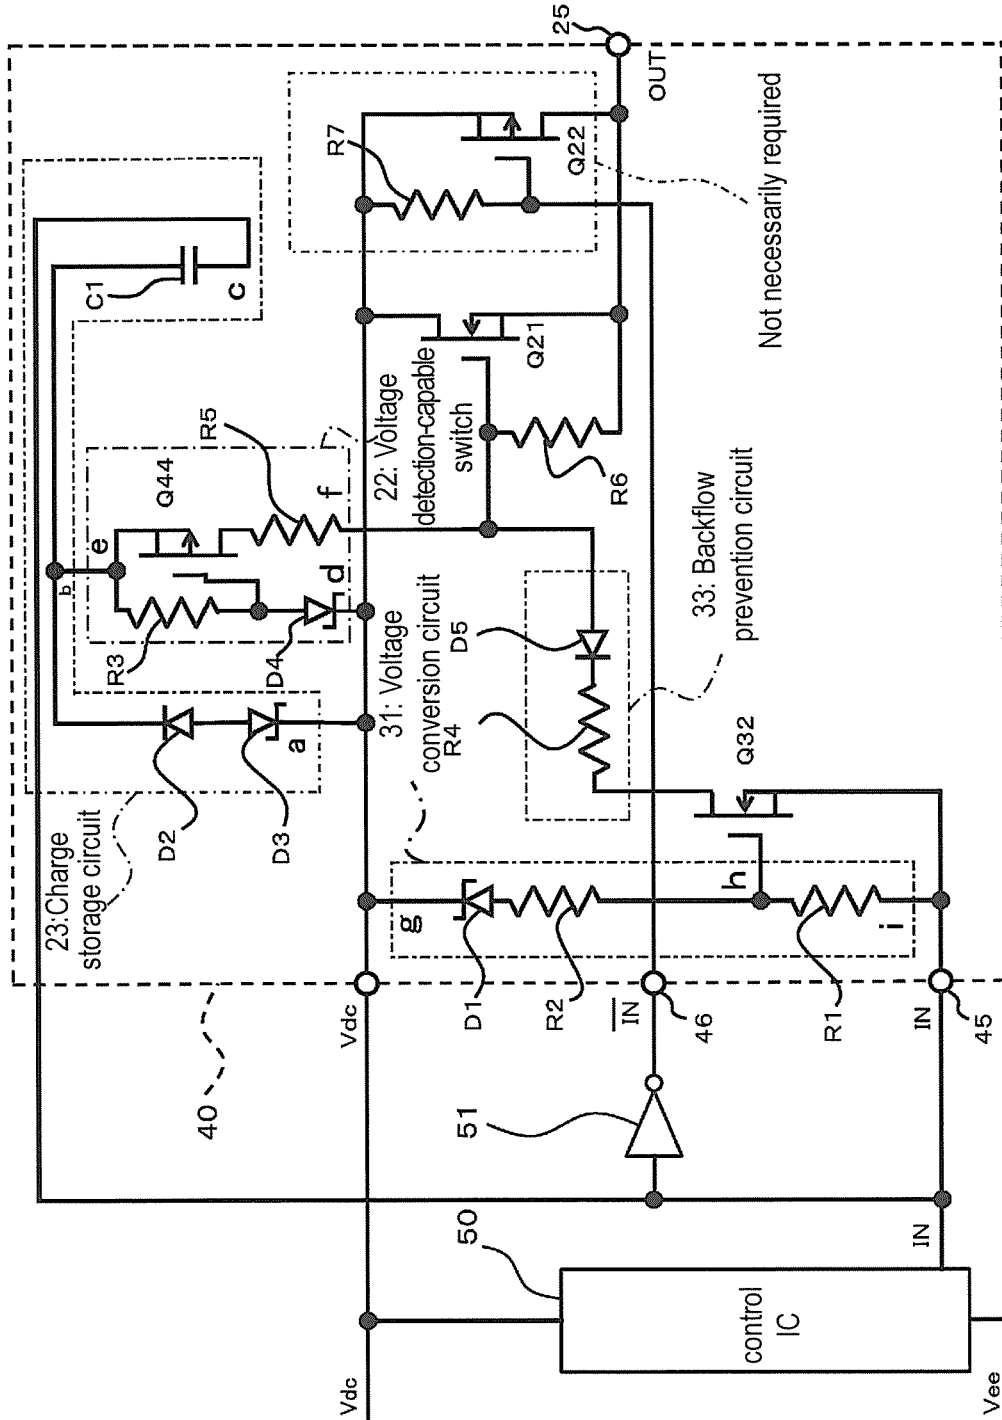 23:Charge
storage circuit
C1
C
b
e
Q44
R5
f
R3
d
D4
D2
D3
a
22: Voltage
detection-capable
switch
R7
Q22
Not necessarily required
25
OUT
Q21
R6
31: Voltage
conversion circuit
R4
D5
33: Backflow
prevention circuit
Q32
g
h
i
D1
R2
R1
40
Vdc
IN
46
IN
45
51
50
IN
control
IC
Vdc
Vee